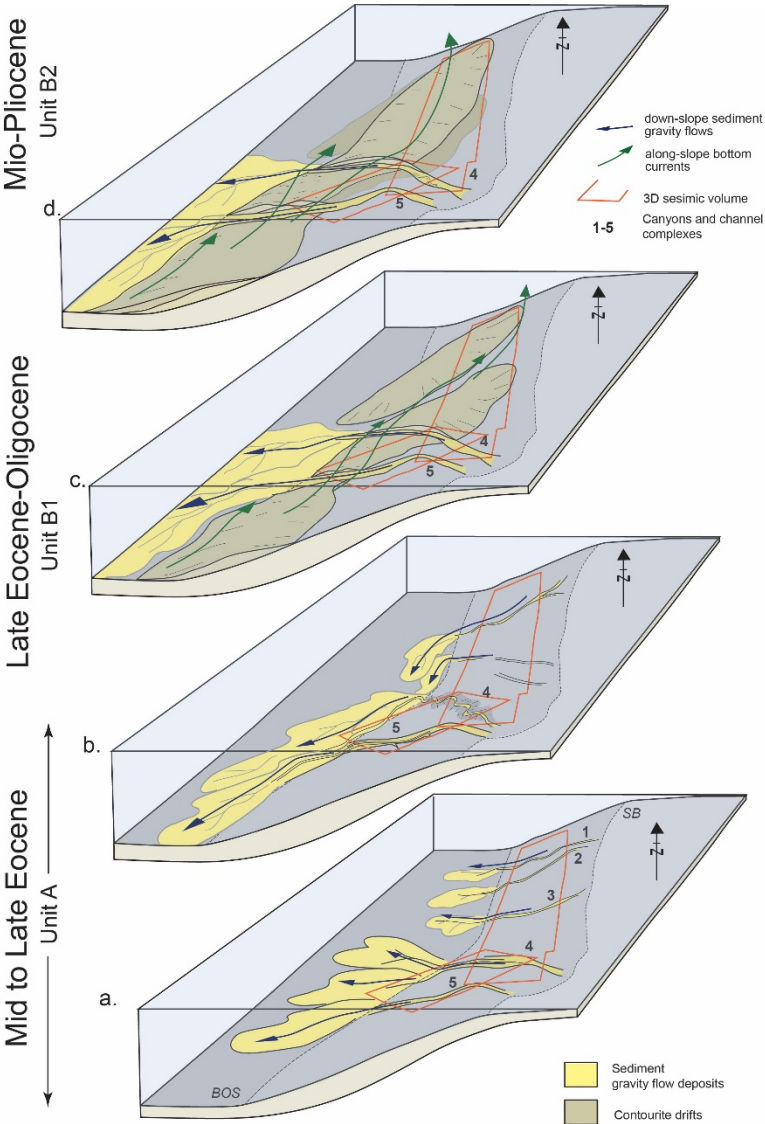 Mio-Pliocene
Unit B2
d.
N
down-slope sediment
gravity flows
along-slope bottom
currents
3D sesimic volume
1-5 Canyons and channel
complexes
4
5
Late Eocene-Oligocene
Unit B1
c.
N
4
5
b.
N
4
5
Mid to Late Eocene
Unit A
a.
SB
N
1
2
3
4
5
BOS
Sediment
gravity flow deposits
Contourite drifts